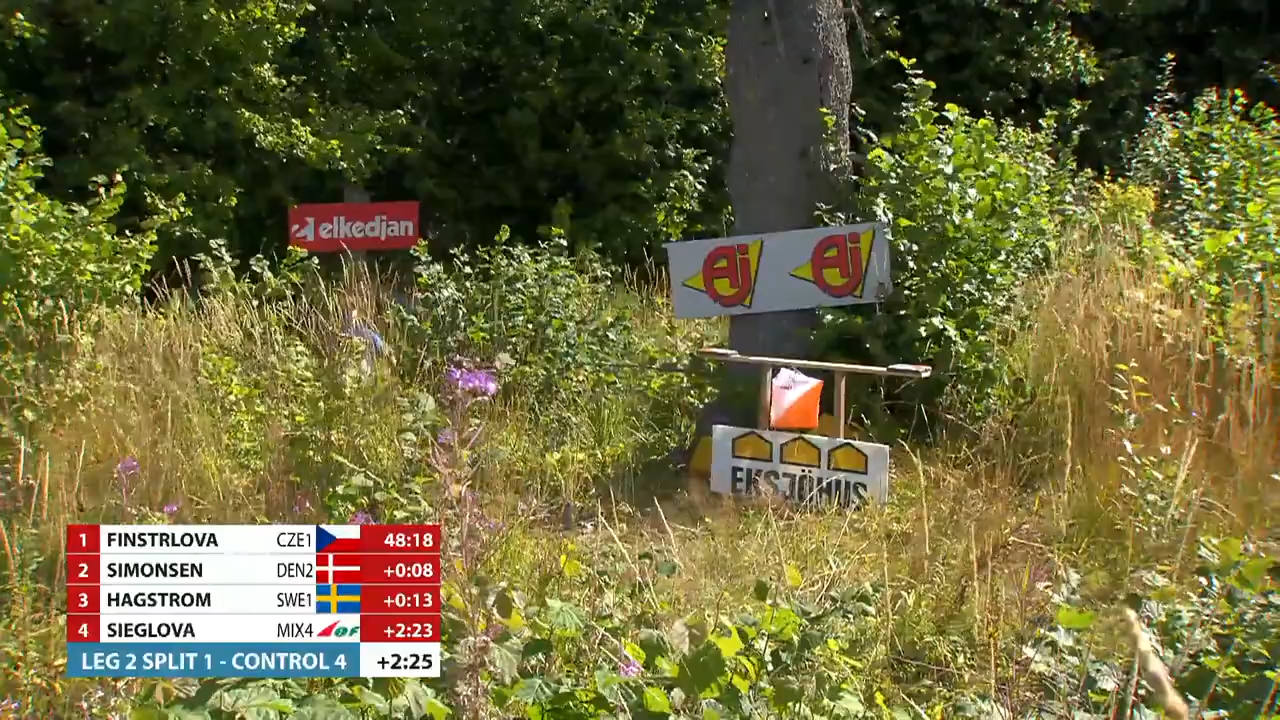 elkedjan
Aj Aj
EKSJÖHUS
1 FINSTRLOVA CZE1 48:18
2 SIMONSEN DEN2 +0:08
3 HAGSTROM SWE1 +0:13
4 SIEGLOVA MIX4 IOF +2:23
LEG 2 SPLIT 1 - CONTROL 4 +2:25